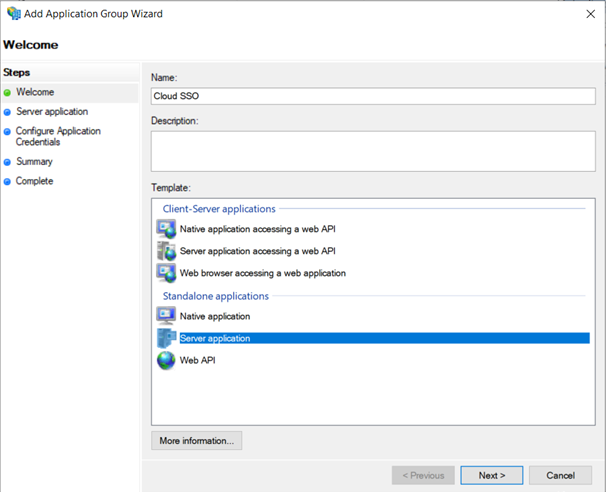 Add Application Group Wizard
Welcome
Steps
Welcome
Server application
Configure Application
Credentials
Summary
Complete
Name:
Cloud SSO
Description:
Template:
Client-Server applications
Native application accessing a web API
Server application accessing a web API
Web browser accessing a web application
Standalone applications
Native application
Server application
Web API
More information...
< Previous
Next >
Cancel